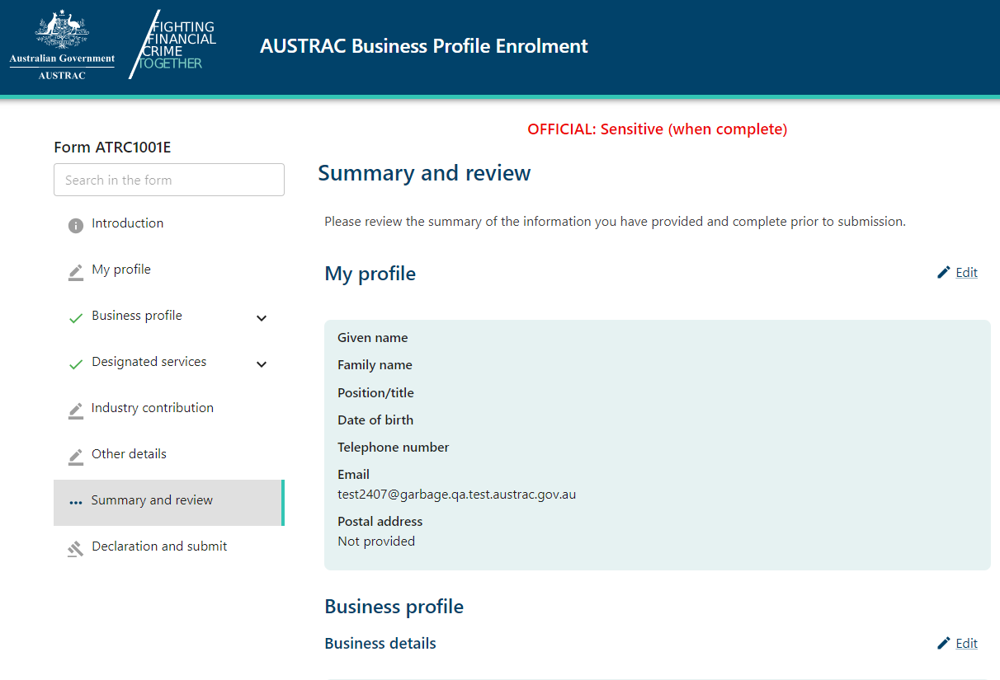 Australian Government
AUSTRAC
FIGHTING
FINANCIAL
CRIME
TOGETHER
AUSTRAC Business Profile Enrolment
OFFICIAL: Sensitive (when complete)
Form ATRC1001E
Search in the form
Introduction
My profile
Business profile
Designated services
Industry contribution
Other details
Summary and review
Declaration and submit
Summary and review
Please review the summary of the information you have provided and complete prior to submission.
My profile
Edit
Given name
Family name
Position/title
Date of birth
Telephone number
Email
test2407@garbage.qa.test.austrac.gov.au
Postal address
Not provided
Business profile
Business details
Edit